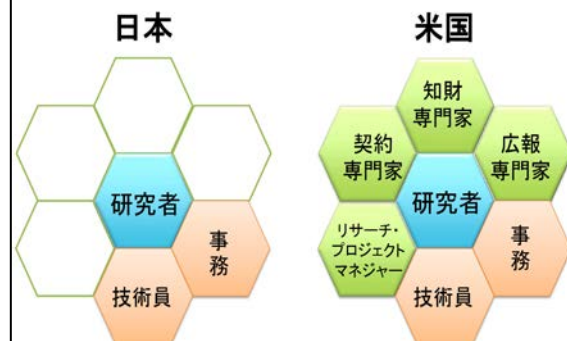 日本
研究者
事
務
技術員
米国
知財
専門家
契約
専門家
広報
専門家
研究者
リサーチ・
プロジェクト
マネジャー
事
務
技術員